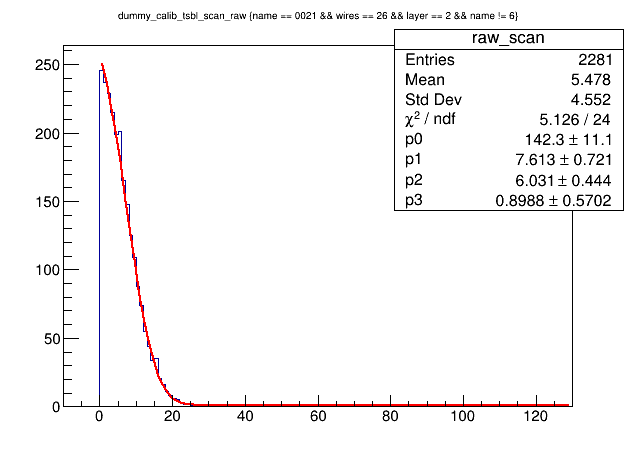 dummy_calib_tsbl_scan_raw {name == 0021 && wires == 26 && layer == 2 && name != 6}
raw_scan
Entries 2281
Mean 5.478
Std Dev 4.552
χ² / ndf 5.126 / 24
p0 142.3 ± 11.1
p1 7.613 ± 0.721
p2 6.031 ± 0.444
p3 0.8988 ± 0.5702
250
200
150
100
50
0
0 20 40 60 80 100 120